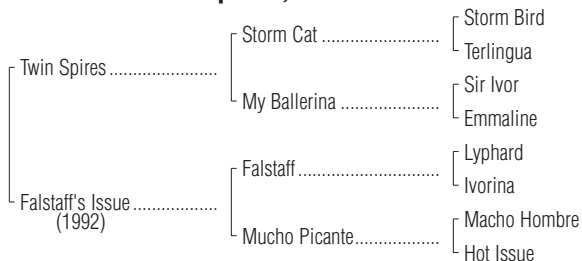 Storm Bird
Storm Cat
Terlingua
Twin Spires
Sir Ivor
My Ballerina
Emmaline
Lyphard
Falstaff
Ivorina
Falstaff's Issue
(1992)
Macho Hombre
Mucho Picante
Hot Issue